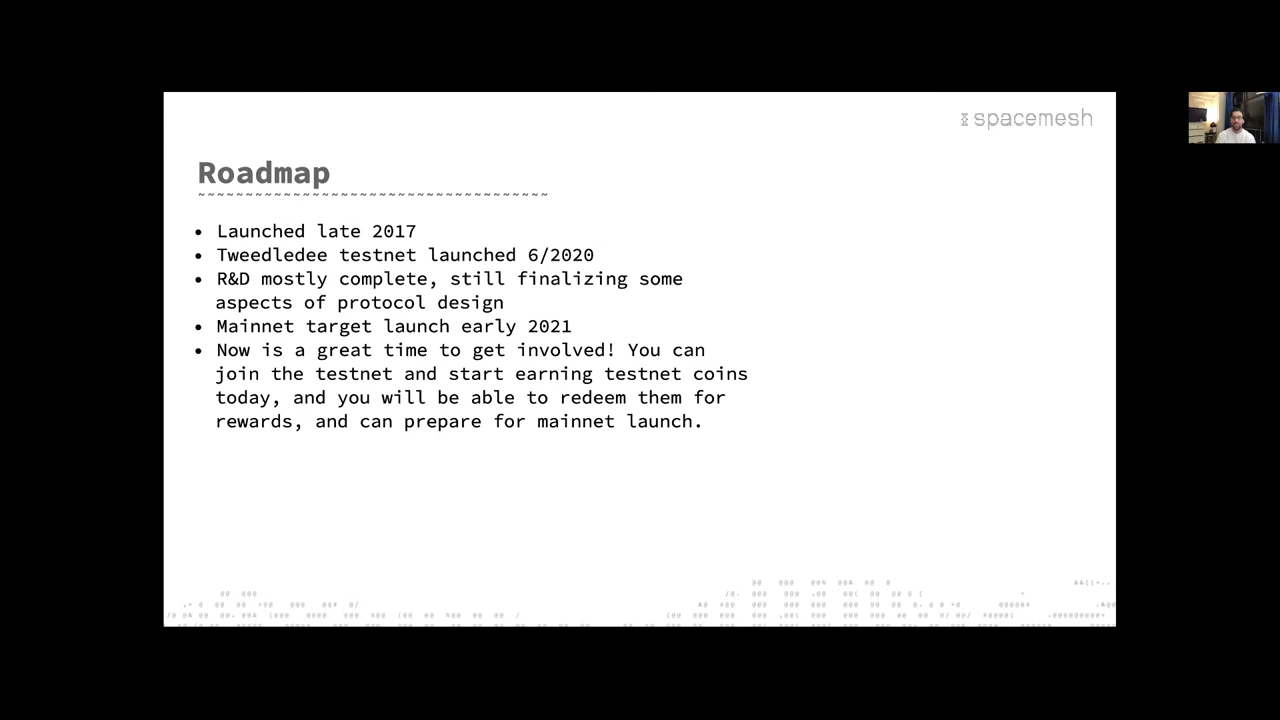 spacemesh
Roadmap
~~~~~~~~~~~~~~~~~~~~~~~~~~~~~~~~~~~
• Launched late 2017
• Tweedledee testnet launched 6/2020
• R&D mostly complete, still finalizing some
aspects of protocol design
• Mainnet target launch early 2021
• Now is a great time to get involved! You can
join the testnet and start earning testnet coins
today, and you will be able to redeem them for
rewards, and can prepare for mainnet launch.